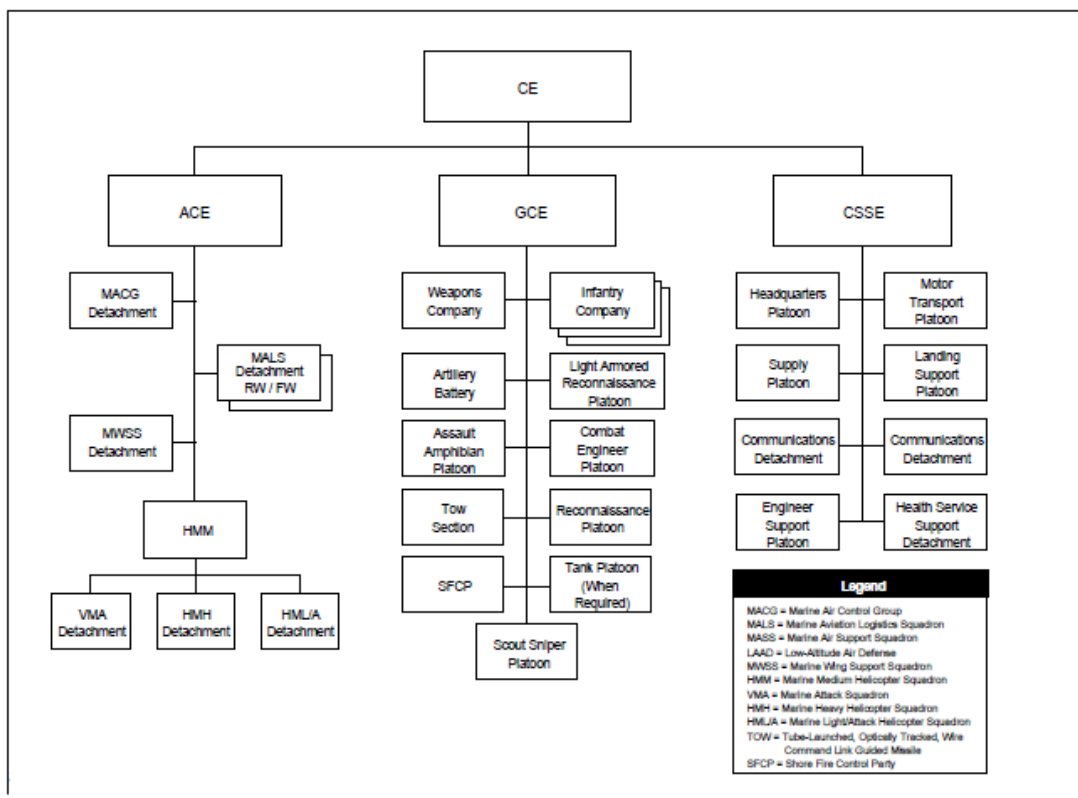 CE
ACE
GCE
CSSE
MACG
Detachment
MALS
Detachment
RW / FW
MWSS
Detachment
HMM
VMA
Detachment
HMH
Detachment
HML/A
Detachment
Weapons
Company
Infantry
Company
Artillery
Battery
Light Armored
Reconnaissance
Platoon
Assault
Amphibian
Platoon
Combat
Engineer
Platoon
Tow
Section
Reconnaissance
Platoon
SFCP
Tank Platoon
(When
Required)
Scout Sniper
Platoon
Headquarters
Platoon
Motor
Transport
Platoon
Supply
Platoon
Landing
Support
Platoon
Communications
Detachment
Communications
Detachment
Engineer
Support
Platoon
Health Service
Support
Detachment
Legend
MACG = Marine Air Control Group
MALS = Marine Aviation Logistics Squadron
MASS = Marine Air Support Squadron
LAAD = Low-Altitude Air Defense
MWSS = Marine Wing Support Squadron
HMM = Marine Medium Helicopter Squadron
VMA = Marine Attack Squadron
HMH = Marine Heavy Helicopter Squadron
HML/A = Marine Light/Attack Helicopter Squadron
TOW = Tube-Launched, Optically Tracked, Wire
Command Link Guided Missile
SFCP = Shore Fire Control Party